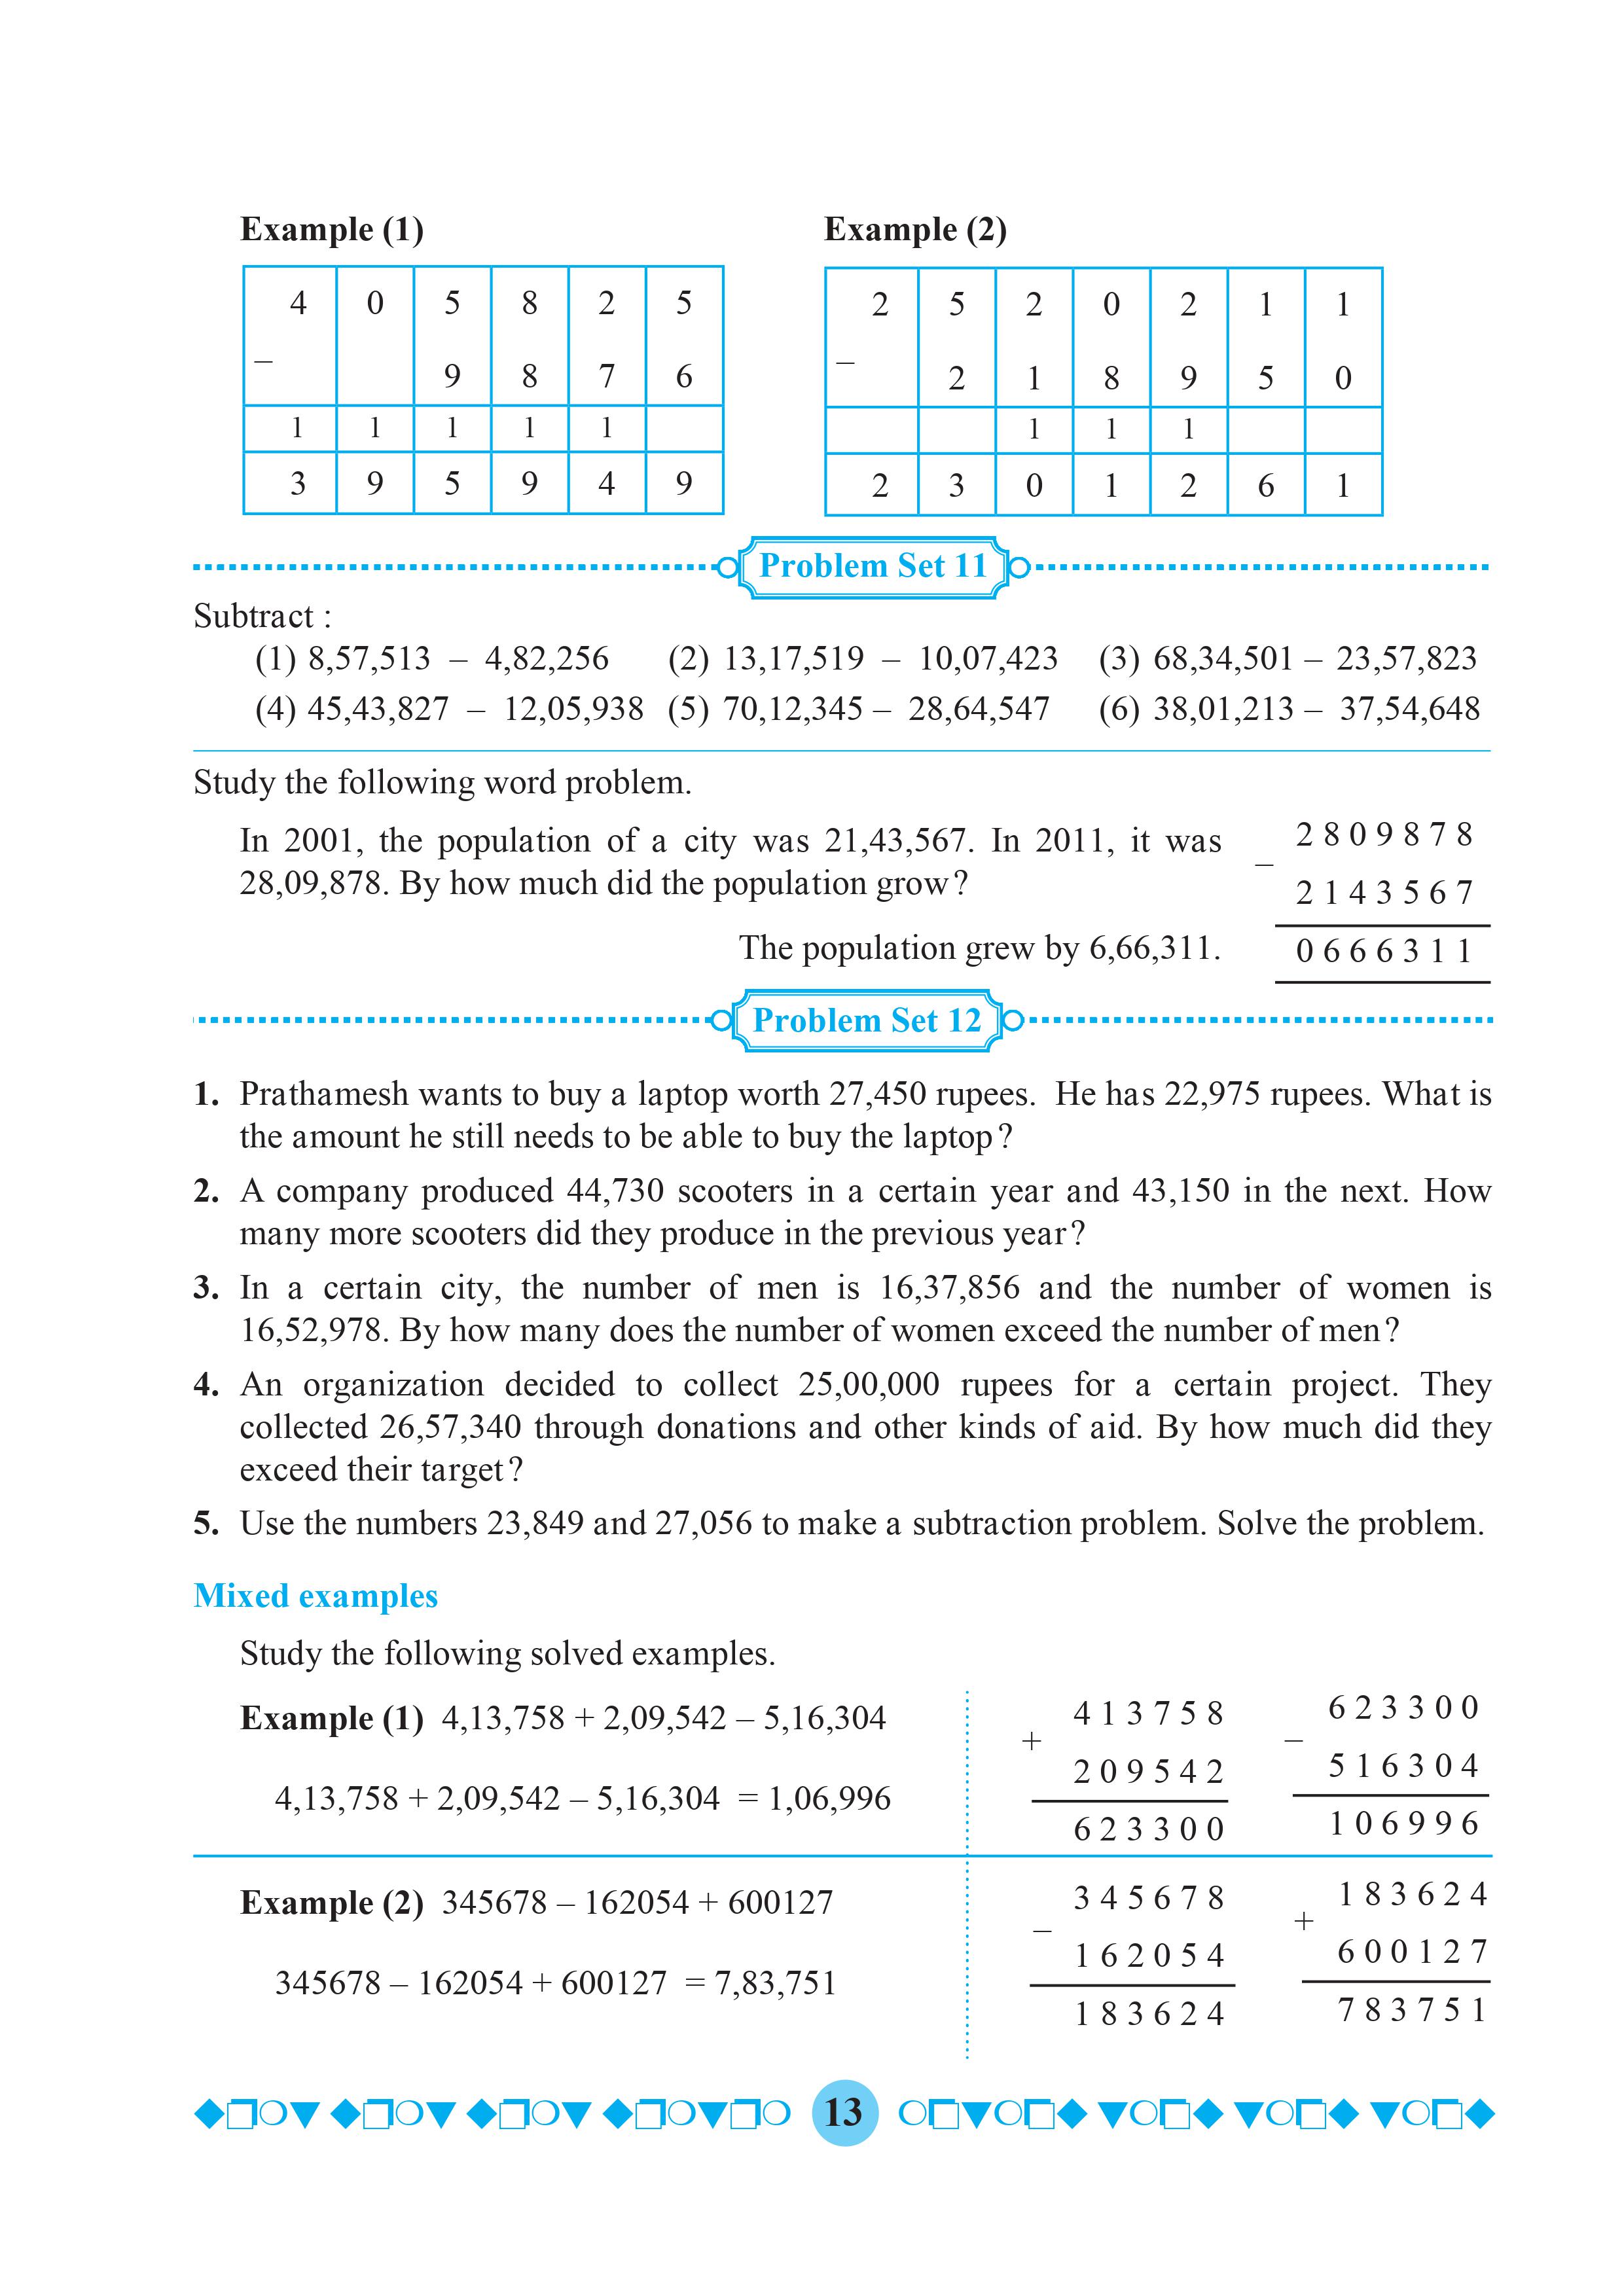 Example (1)
4 0 5 8 2 5
–
9 8 7 6
1 1 1 1 1
3 9 5 9 4 9
Example (2)
2 5 2 0 2 1 1
–
2 1 8 9 5 0
1 1 1
2 3 0 1 2 6 1
Problem Set 11
Subtract :
(1) 8,57,513 – 4,82,256 (2) 13,17,519 – 10,07,423 (3) 68,34,501 – 23,57,823
(4) 45,43,827 – 12,05,938 (5) 70,12,345 – 28,64,547 (6) 38,01,213 – 37,54,648
Study the following word problem.
In 2001, the population of a city was 21,43,567. In 2011, it was
28,09,878. By how much did the population grow?
The population grew by 6,66,311.
2 8 0 9 8 7 8
–
2 1 4 3 5 6 7
0 6 6 6 3 1 1
Problem Set 12
1. Prathamesh wants to buy a laptop worth 27,450 rupees. He has 22,975 rupees. What is
the amount he still needs to be able to buy the laptop?
2. A company produced 44,730 scooters in a certain year and 43,150 in the next. How
many more scooters did they produce in the previous year?
3. In a certain city, the number of men is 16,37,856 and the number of women is
16,52,978. By how many does the number of women exceed the number of men?
4. An organization decided to collect 25,00,000 rupees for a certain project. They
collected 26,57,340 through donations and other kinds of aid. By how much did they
exceed their target?
5. Use the numbers 23,849 and 27,056 to make a subtraction problem. Solve the problem.
Mixed examples
Study the following solved examples.
Example (1) 4,13,758 + 2,09,542 – 5,16,304
4,13,758 + 2,09,542 – 5,16,304 = 1,06,996
4 1 3 7 5 8
+
2 0 9 5 4 2
6 2 3 3 0 0
6 2 3 3 0 0
–
5 1 6 3 0 4
1 0 6 9 9 6
Example (2) 345678 – 162054 + 600127
345678 – 162054 + 600127 = 7,83,751
3 4 5 6 7 8
–
1 6 2 0 5 4
1 8 3 6 2 4
1 8 3 6 2 4
+
6 0 0 1 2 7
7 8 3 7 5 1
13